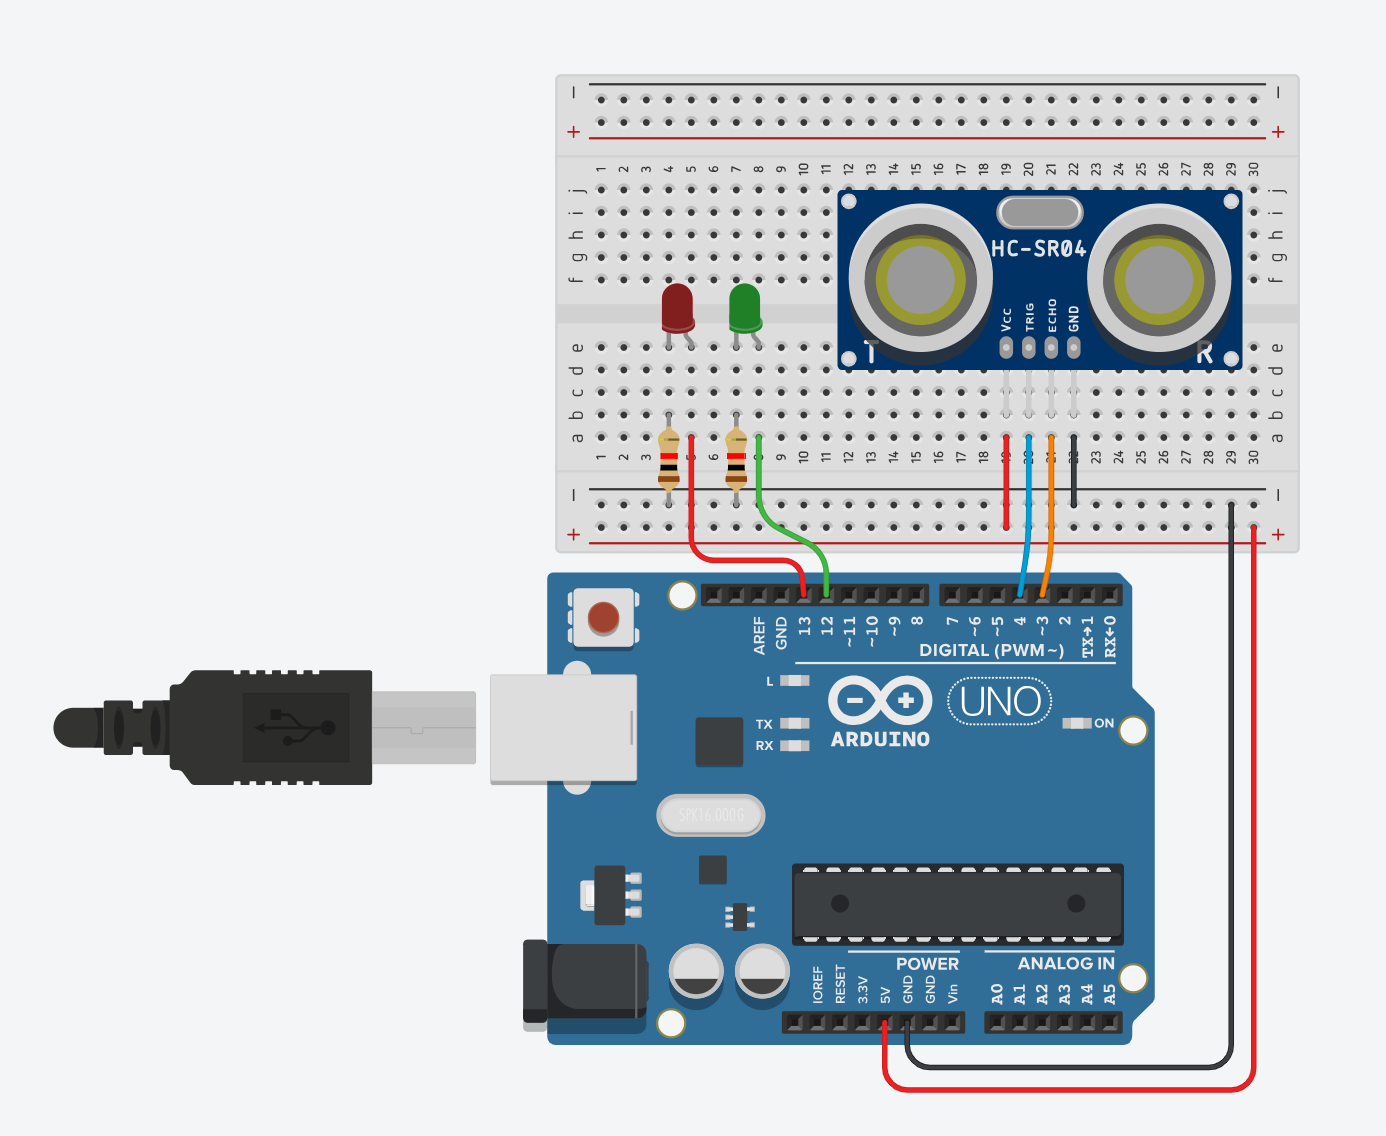 − −
+ +
1 2 3 4 5 6 7 8 9 10 11 12 13 14 15 16 17 18 19 20 21 22 23 24 25 26 27 28 29 30
j j
i i
h h
g g
f f
HC-SR04
VCC TRIG ECHO GND
T R
e e
d d
c c
b b
a a
1 2 3 6 9 10 11 12 13 14 15 16 17 18 19 20 21 22 23 24 25 26 27 28 29 30
− −
+ +
AREF GND 13 12 ~11 ~10 ~9 8 7 ~6 ~5 4 ~3 2 TX→1 RX←0
DIGITAL (PWM~)
L
TX
RX
ARDUINO
UNO
ON
SPK16.000G
POWER
ANALOG IN
IOREF RESET 3.3V 5V GND GND Vin A0 A1 A2 A3 A4 A5